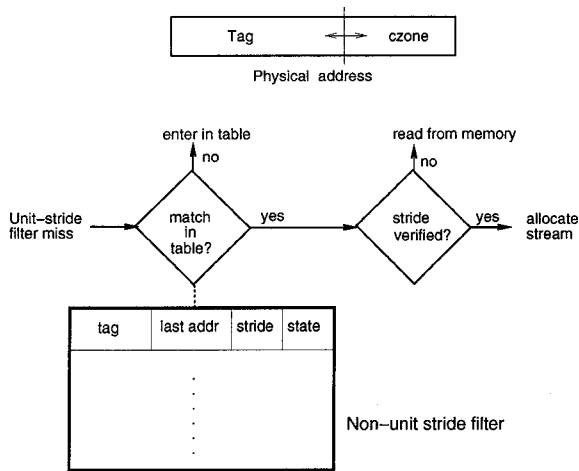 Tag czone
Physical address
enter in table
read from memory
no
no
Unit-stride
filter miss
match
in
table?
yes
stride
verified?
yes
allocate
stream
tag last addr stride state
Non-unit stride filter